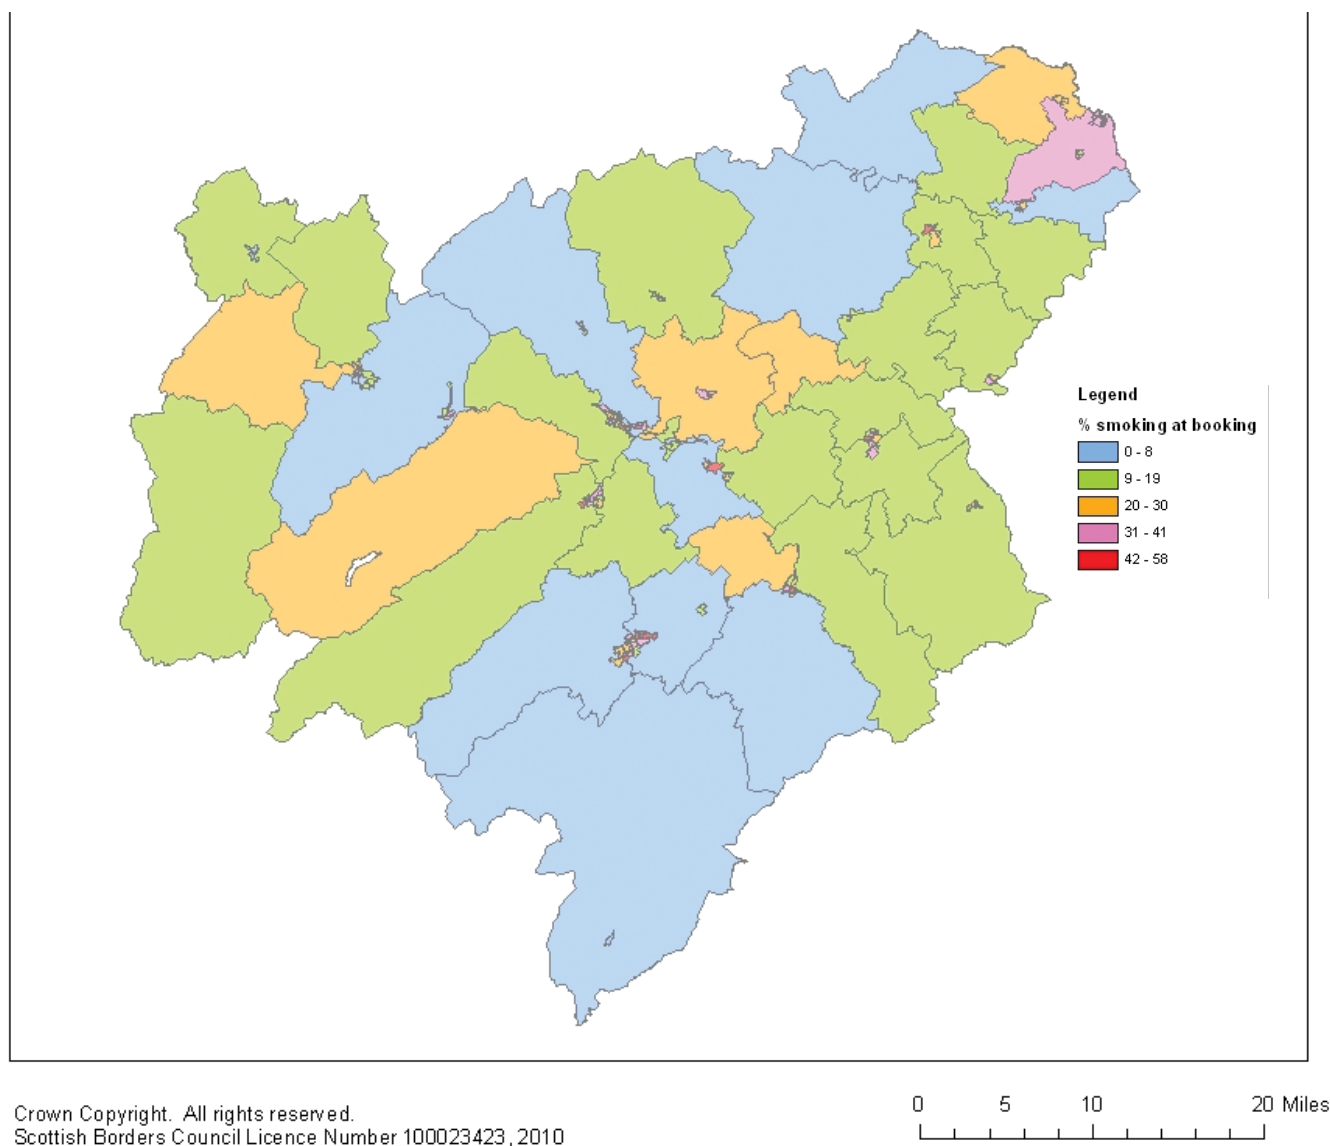 Legend
% smoking at booking
0 - 8
9 - 19
20 - 30
31 - 41
42 - 58
Crown Copyright. All rights reserved.
Scottish Borders Council Licence Number 100023423, 2010
0 5 10 20 Miles